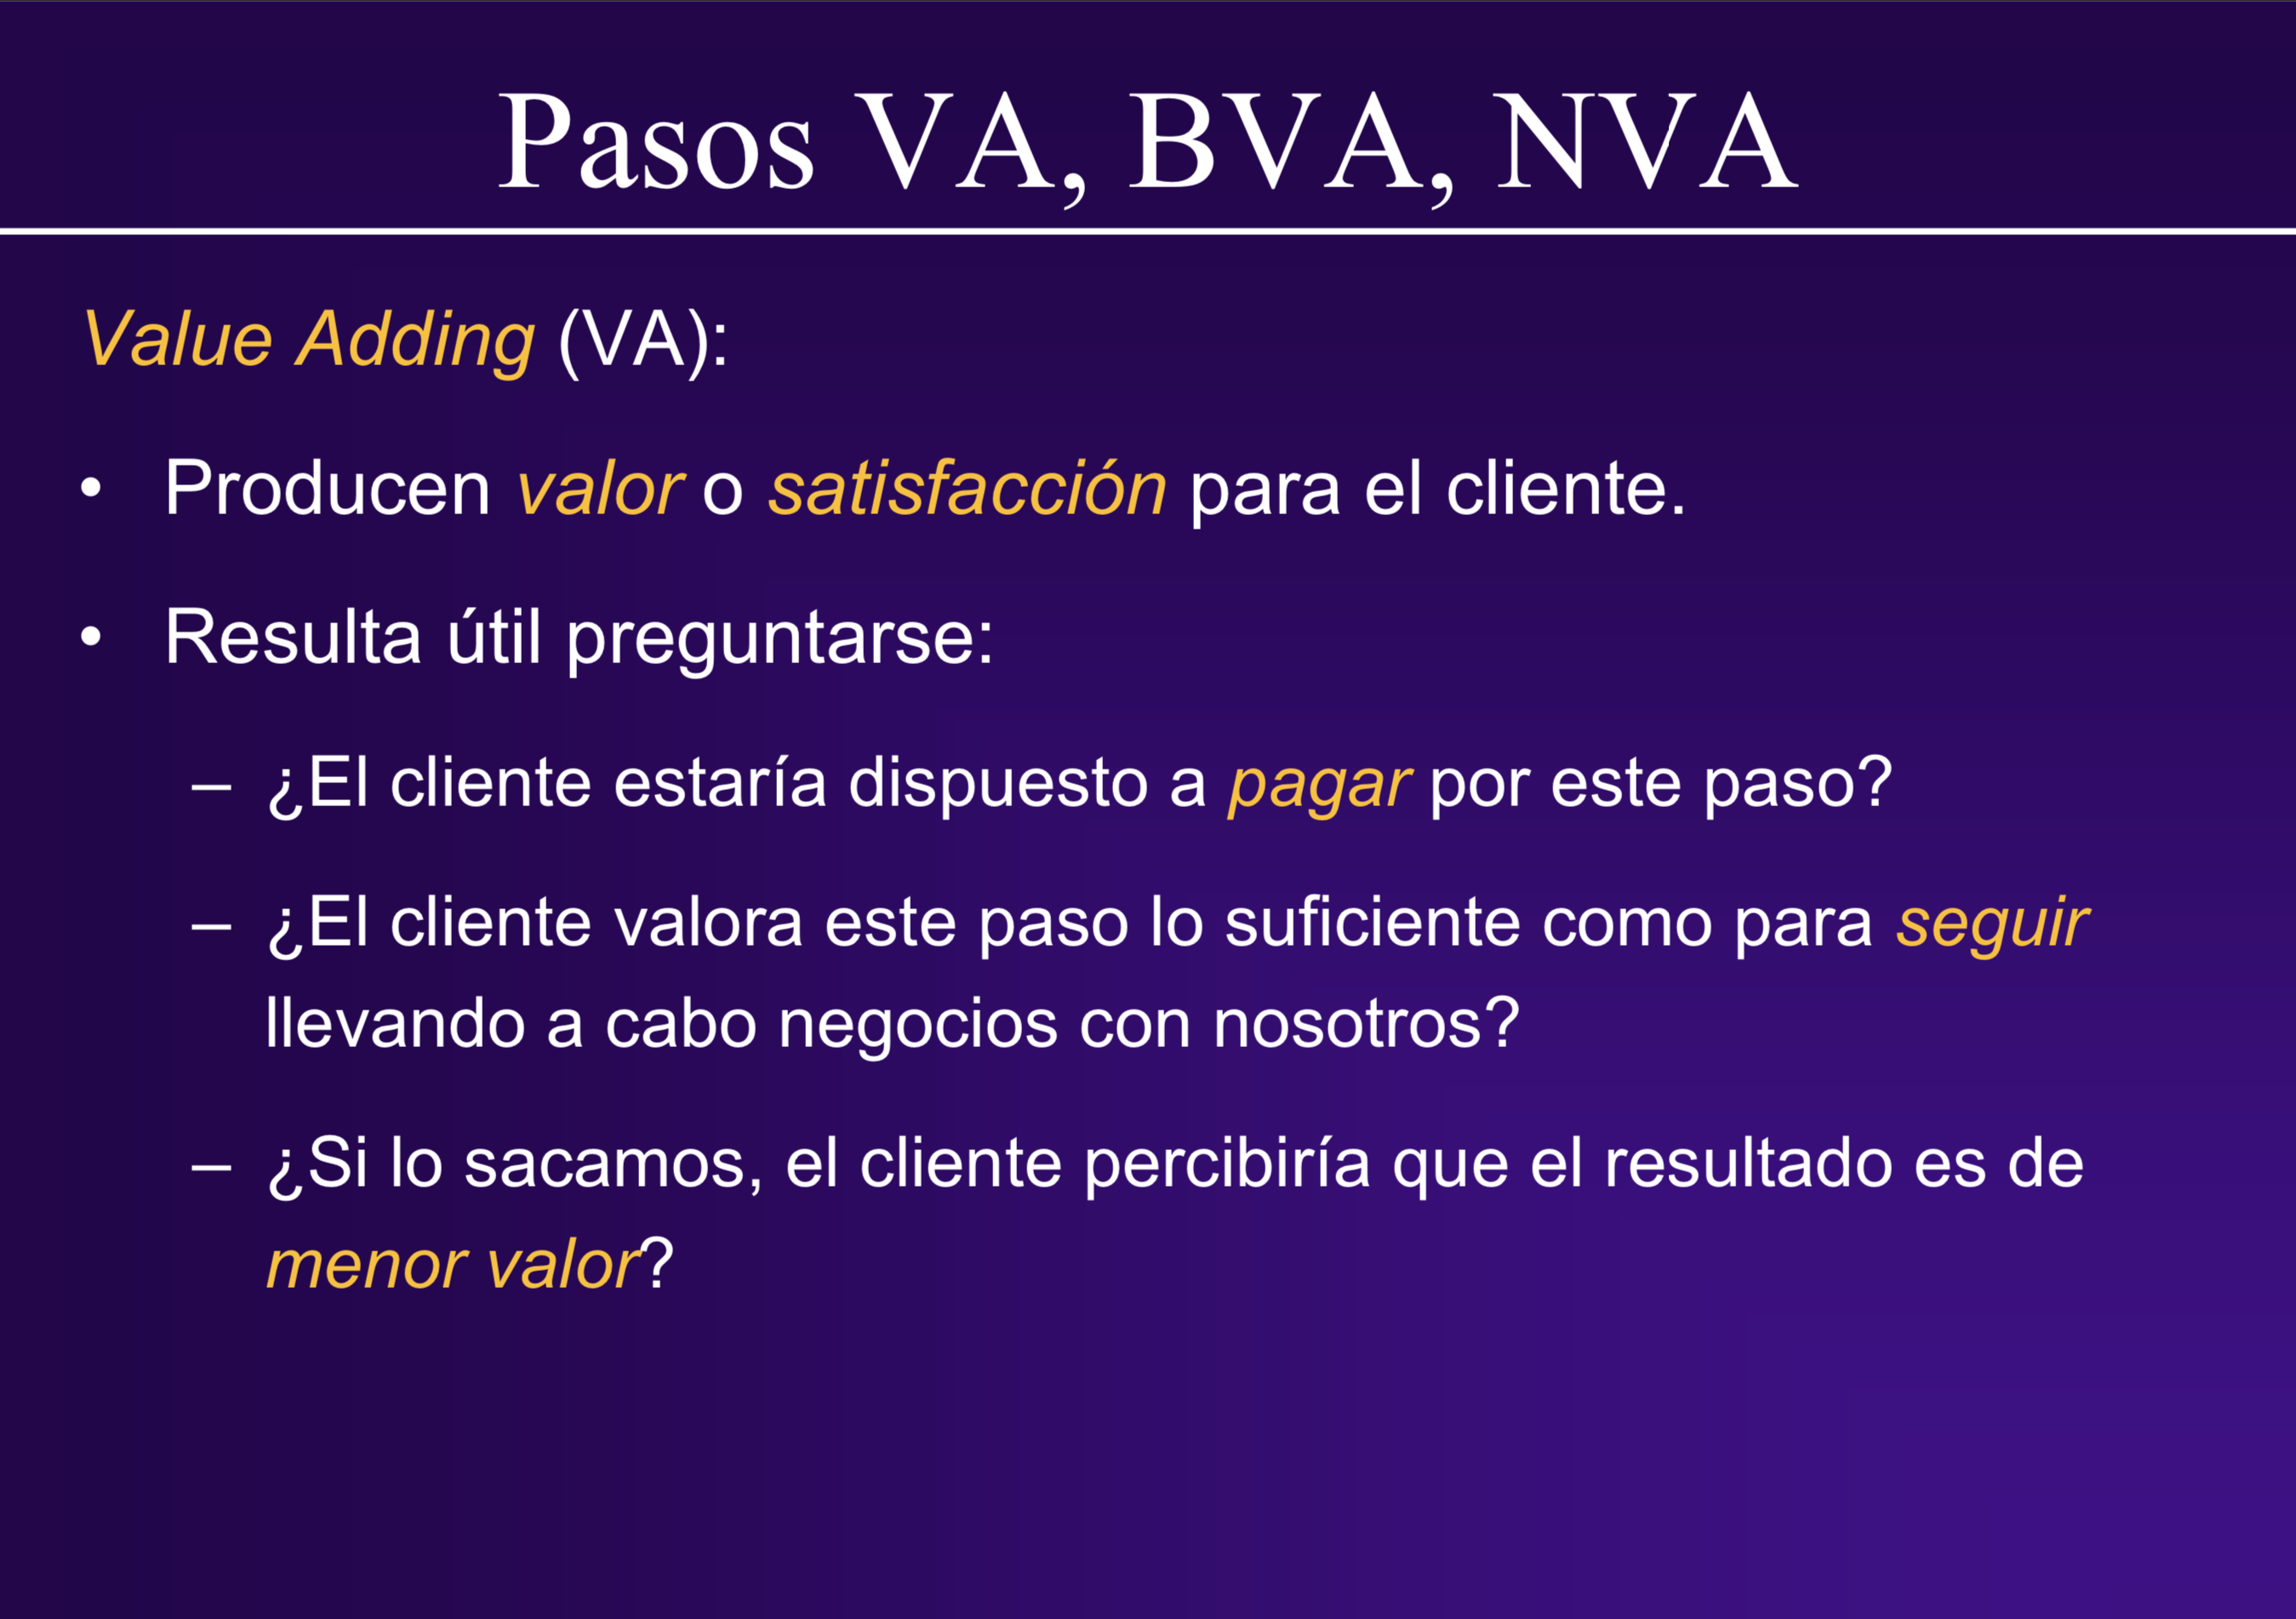 Pasos VA, BVA, NVA
Value Adding (VA):
• Producen valor o satisfacción para el cliente.
• Resulta útil preguntarse:
– ¿El cliente estaría dispuesto a pagar por este paso?
– ¿El cliente valora este paso lo suficiente como para seguir
llevando a cabo negocios con nosotros?
– ¿Si lo sacamos, el cliente percibiría que el resultado es de
menor valor?